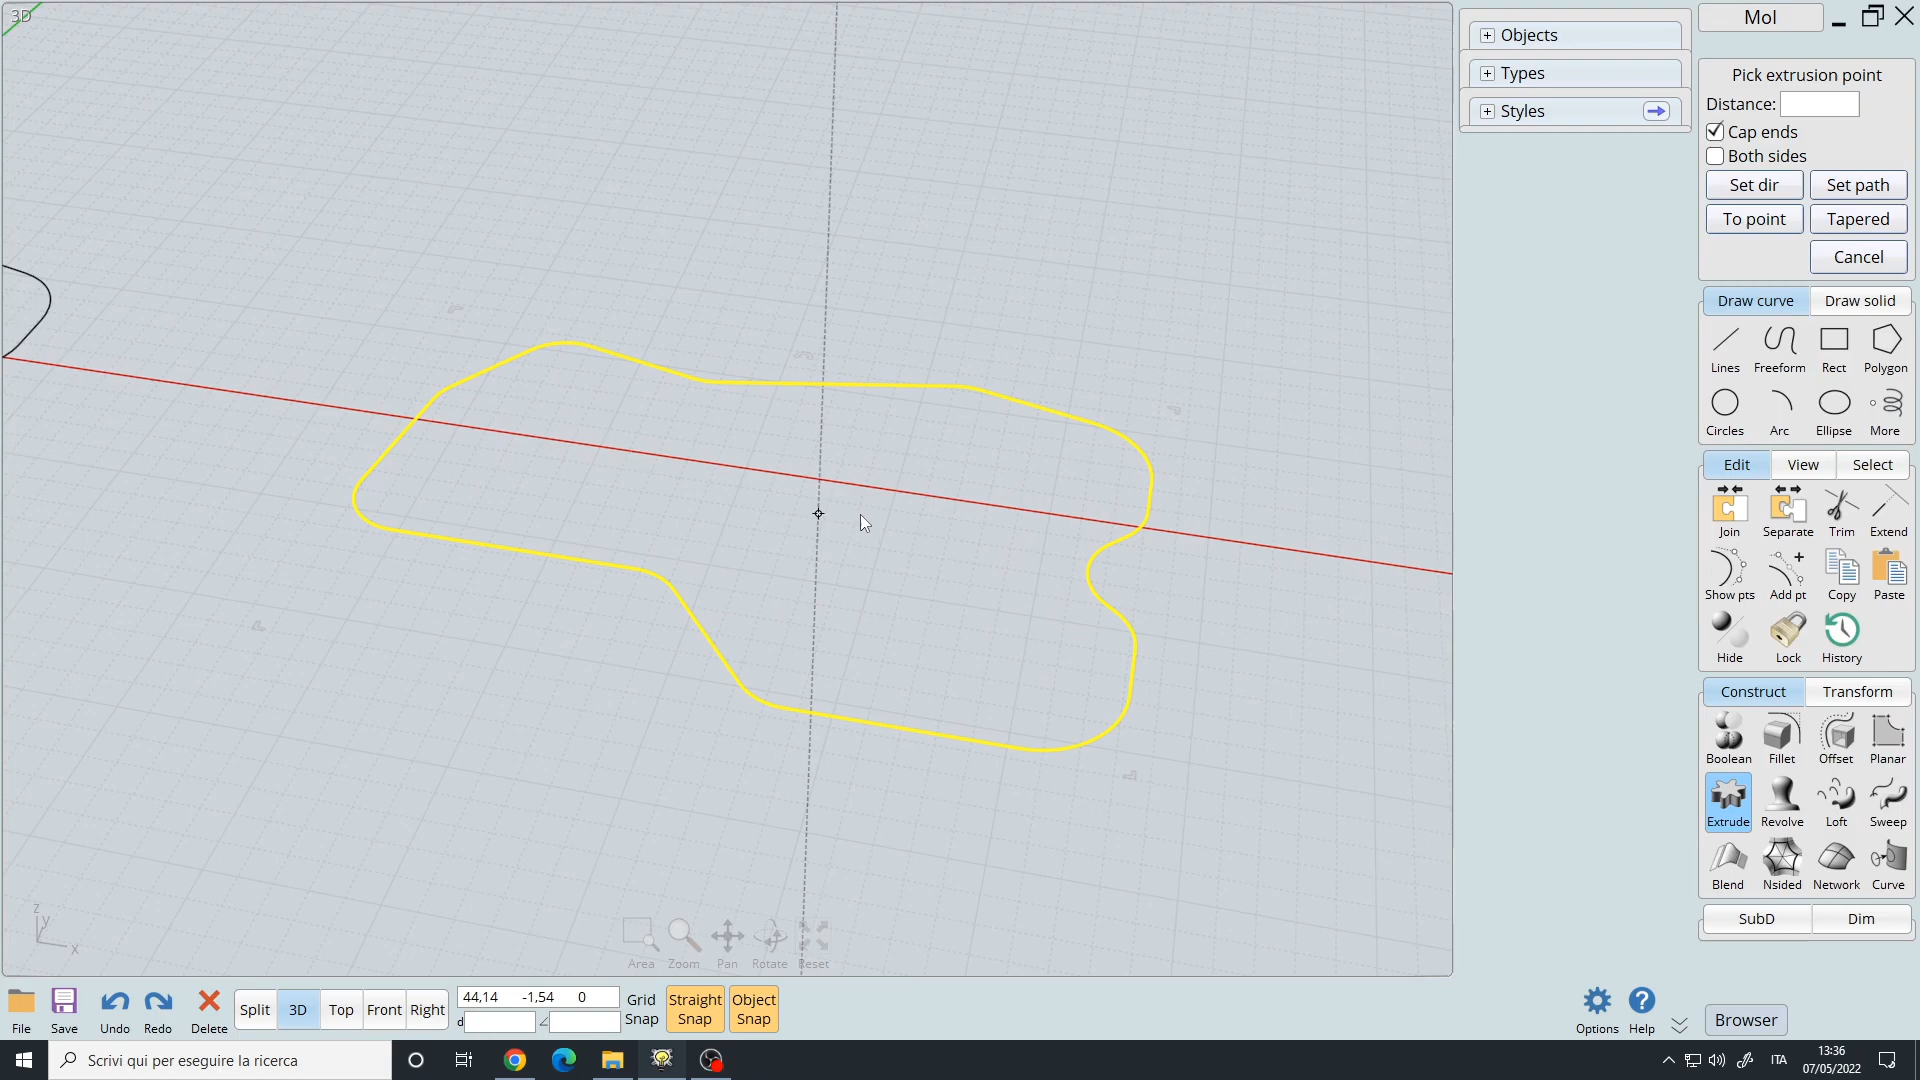 3D
Objects
Types
Styles
MoI
Pick extrusion point
Distance:
Cap ends
Both sides
Set dir
Set path
To point
Tapered
Cancel
Draw curve
Draw solid
Lines
Freeform
Rect
Polygon
Circles
Arc
Ellipse
More
Edit
View
Select
Join
Separate
Trim
Extend
Show pts
Add pt
Copy
Paste
Hide
Lock
History
Construct
Transform
Boolean
Fillet
Offset
Planar
Extrude
Revolve
Loft
Sweep
Blend
Nsided
Network
Curve
SubD
Dim
z
y
x
Area
Zoom
Pan
Rotate
Reset
File
Save
Undo
Redo
Delete
Split
3D
Top
Front
Right
44,14 -1,54 0
d
Grid
Snap
Straight
Snap
Object
Snap
Options
Help
Browser
Scrivi qui per eseguire la ricerca
ITA
13:36
07/05/2022